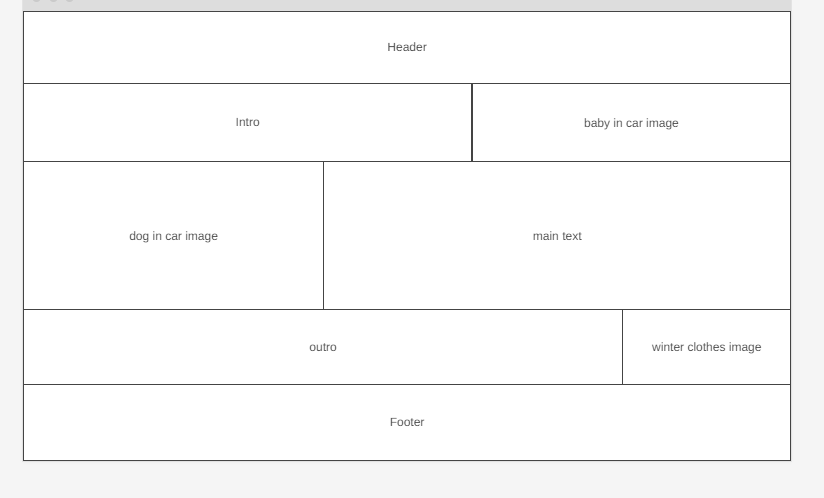 Header
Intro
baby in car image
dog in car image
main text
outro
winter clothes image
Footer